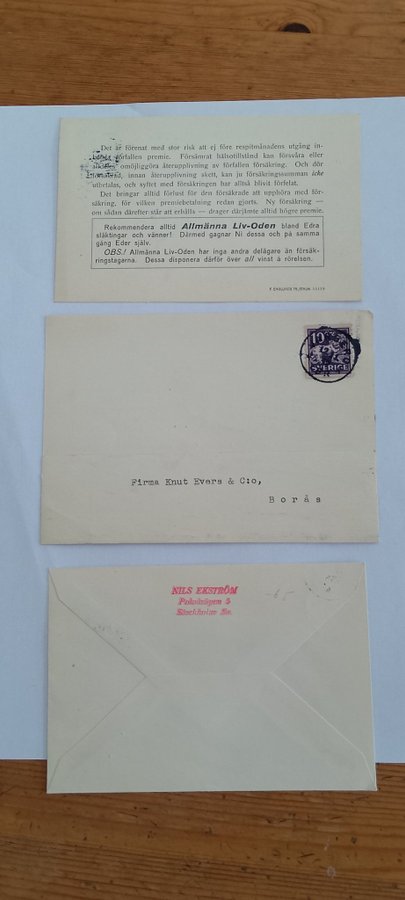 Det är förenat med stor risk att ej före respitmånadens utgång in-
förfallen premie. Försämrat hälsotillstånd kan försvåra eller
omöjliggöra återupplivning av förfallen försäkring. Och dör
innan återupplivning skett, kan ju försäkringssumman icke
utbetalas, och syftet med försäkringen har alltså blivit förfelat.
Det bringar alltid förlust för den försäkrade att upphöra med för-
säkring, för vilken premiebetalning redan gjorts. Ny försäkring —
om sådan därefter står att erhålla — drager därjämte alltid högre premie.
Rekommendera alltid Allmänna Liv-Oden bland Edra
släktingar och vänner! Därmed gagnar Ni dessa och på samma
gång Eder själv.
OBS.! Allmänna Liv-Oden har inga andra delägare än försäk-
ringstagarna. Dessa disponera därför över all vinst å rörelsen.
10
SVERIGE
Firma Knut Evers & C:o,
Borås
NILS EKSTRÖM
5